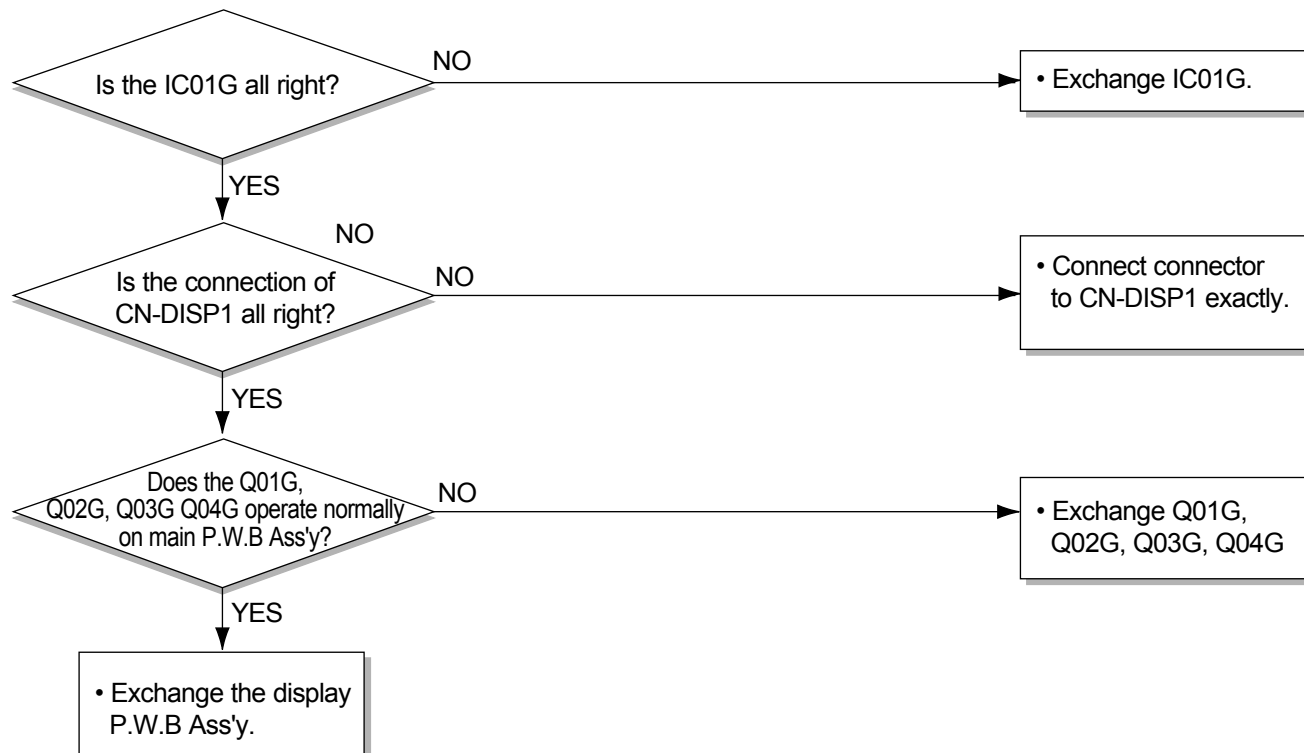 Is the IC01G all right?
NO
• Exchange IC01G.
YES
NO
Is the connection of
CN-DISP1 all right?
NO
• Connect connector
to CN-DISP1 exactly.
YES
Does the Q01G,
Q02G, Q03G Q04G operate normally
on main P.W.B Ass'y?
NO
• Exchange Q01G,
Q02G, Q03G, Q04G
YES
• Exchange the display
P.W.B Ass'y.